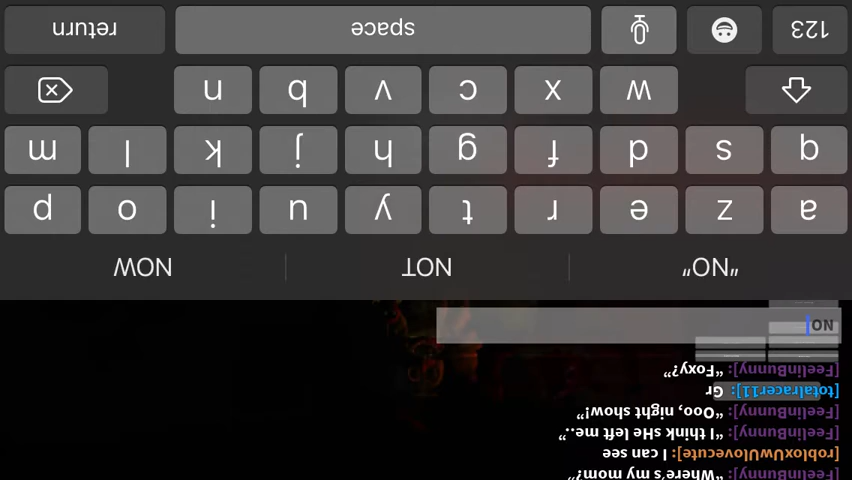 [FeelinBunny]: “Where's my mom?”
[robloxUwUlovecute]: I can see
[FeelinBunny]: “I think sHe left me..”
[FeelinBunny]: “Ooo, night show!”
[totalracer11]: Gr
[FeelinBunny]: “Foxy?”
NO
“NO” NOT NOW
a z e r t y u i o p
q s d f g h j k l m
w x c v b n
123 space return